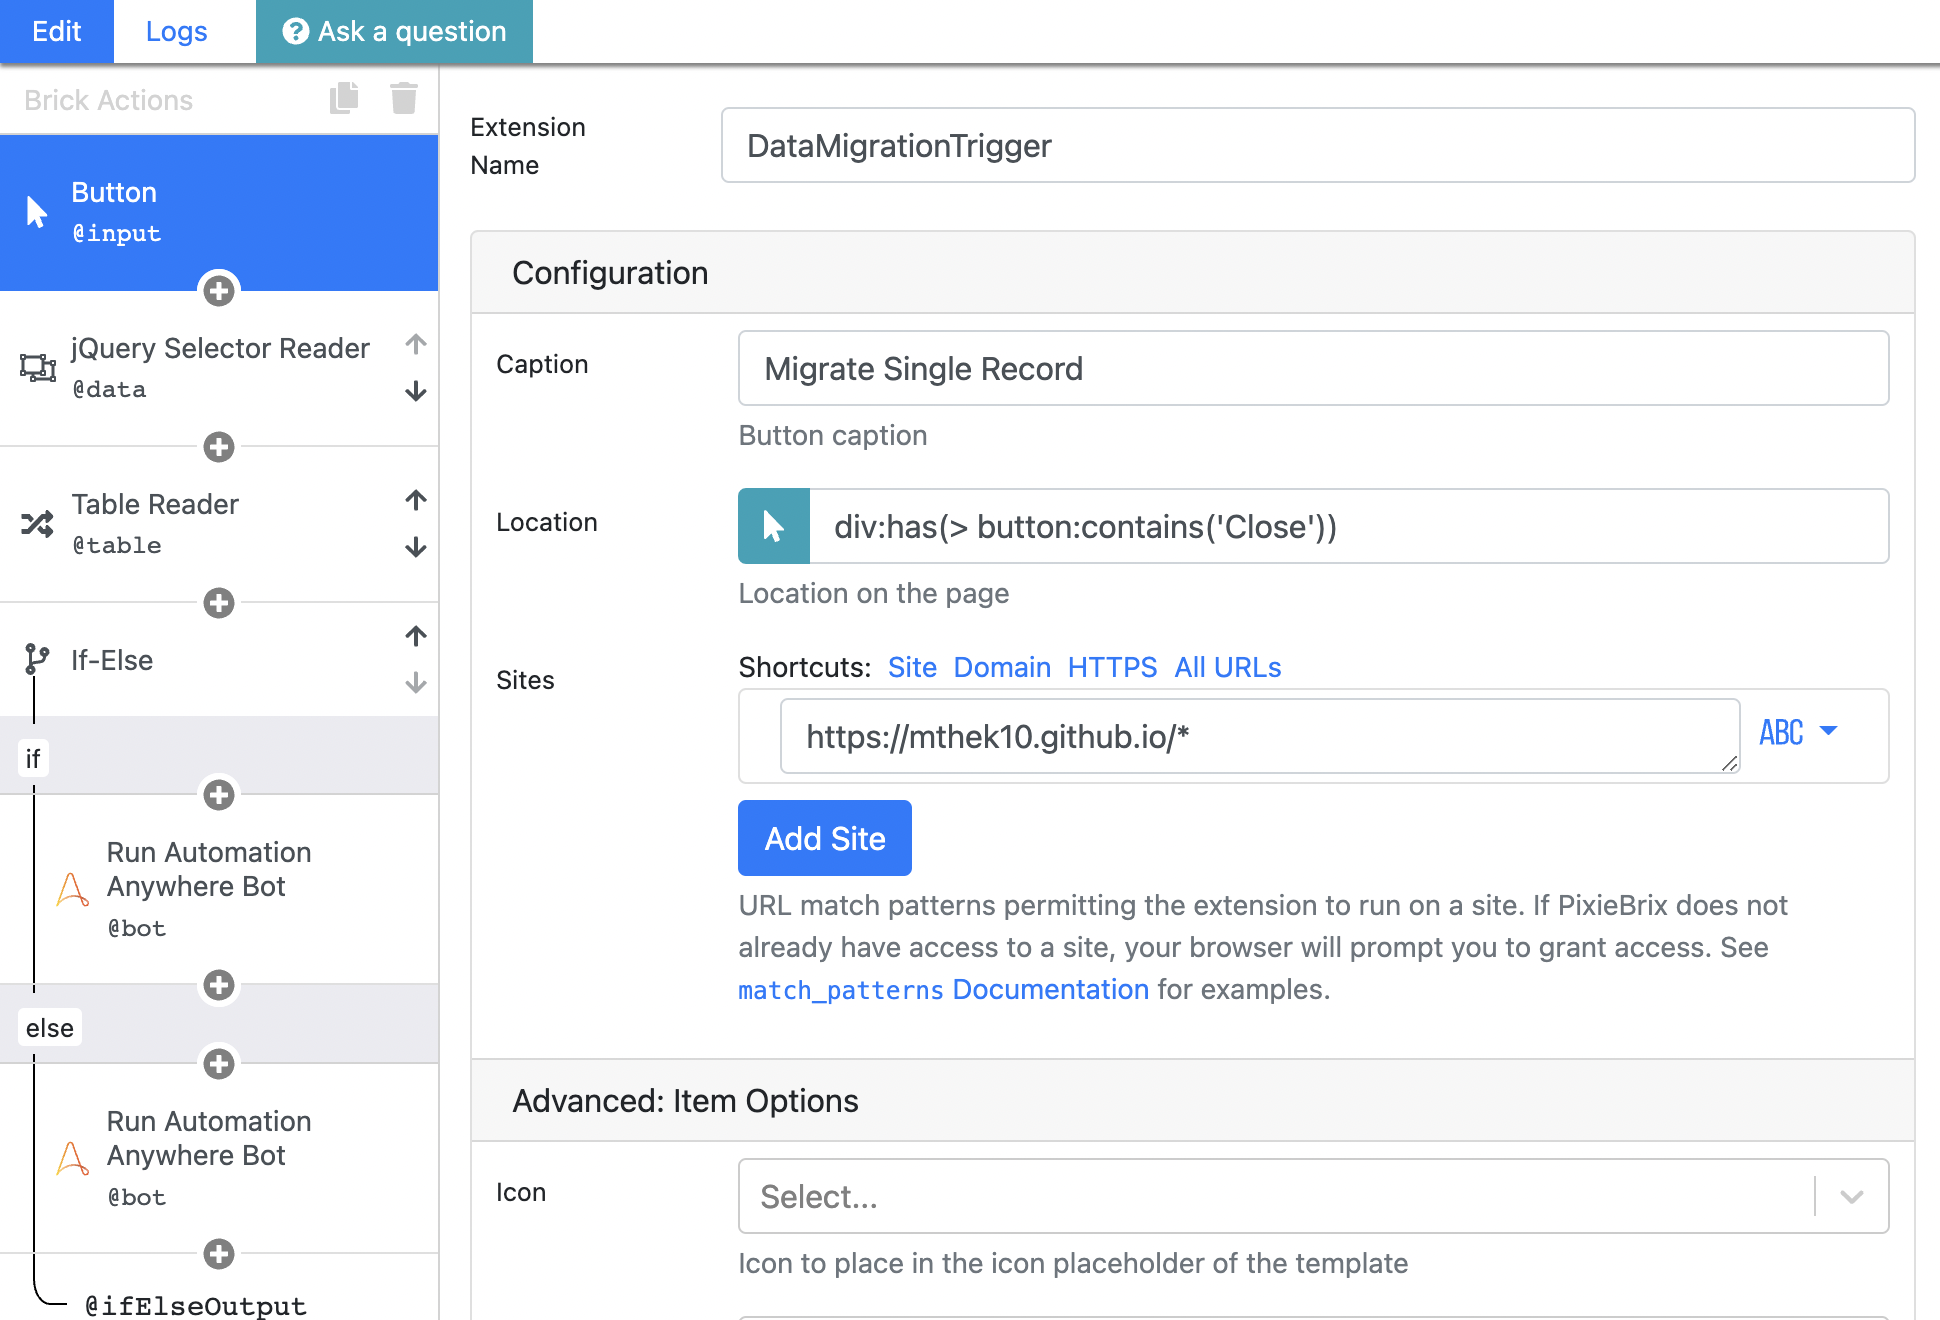 Edit
Logs
Ask a question
Brick Actions
Button
@input
jQuery Selector Reader
@data
Table Reader
@table
If-Else
if
Run Automation
Anywhere Bot
@bot
else
Run Automation
Anywhere Bot
@bot
@ifElseOutput
Extension
Name
DataMigrationTrigger
Configuration
Caption
Migrate Single Record
Button caption
Location
div:has(> button:contains('Close'))
Location on the page
Sites
Shortcuts: Site Domain HTTPS All URLs
https://mthek10.github.io/*
ABC
Add Site
URL match patterns permitting the extension to run on a site. If PixieBrix does not
already have access to a site, your browser will prompt you to grant access. See
match_patterns Documentation for examples.
Advanced: Item Options
Icon
Select...
Icon to place in the icon placeholder of the template